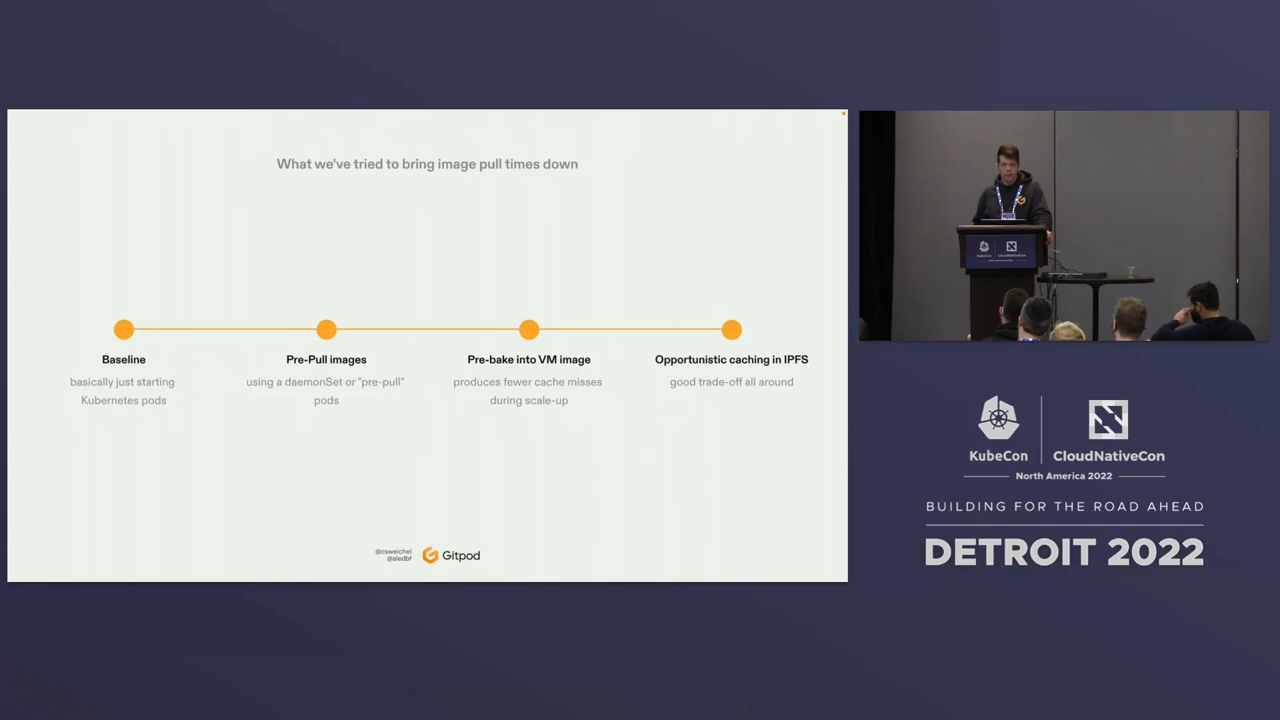 What we've tried to bring image pull times down
Baseline
basically just starting
Kubernetes pods
Pre-Pull images
using a daemonSet or "pre-pull"
pods
Pre-bake into VM image
produces fewer cache misses
during scale-up
Opportunistic caching in IPFS
good trade-off all around
@csweichel
@aledbf
Gitpod
KubeCon
CloudNativeCon
KubeCon
CloudNativeCon
North America 2022
BUILDING FOR THE ROAD AHEAD
DETROIT 2022